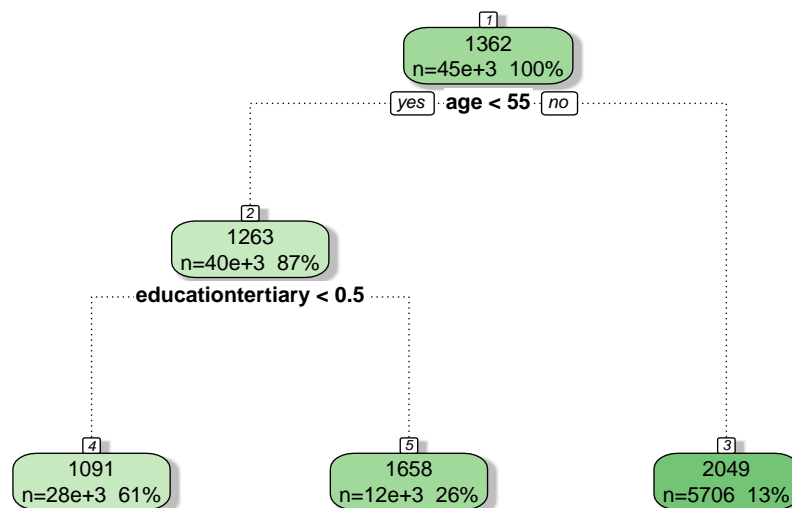 1
1362
n=45e+3 100%
yes age < 55 no
2
1263
n=40e+3 87%
educationtertiary < 0.5
4
1091
n=28e+3 61%
5
1658
n=12e+3 26%
3
2049
n=5706 13%